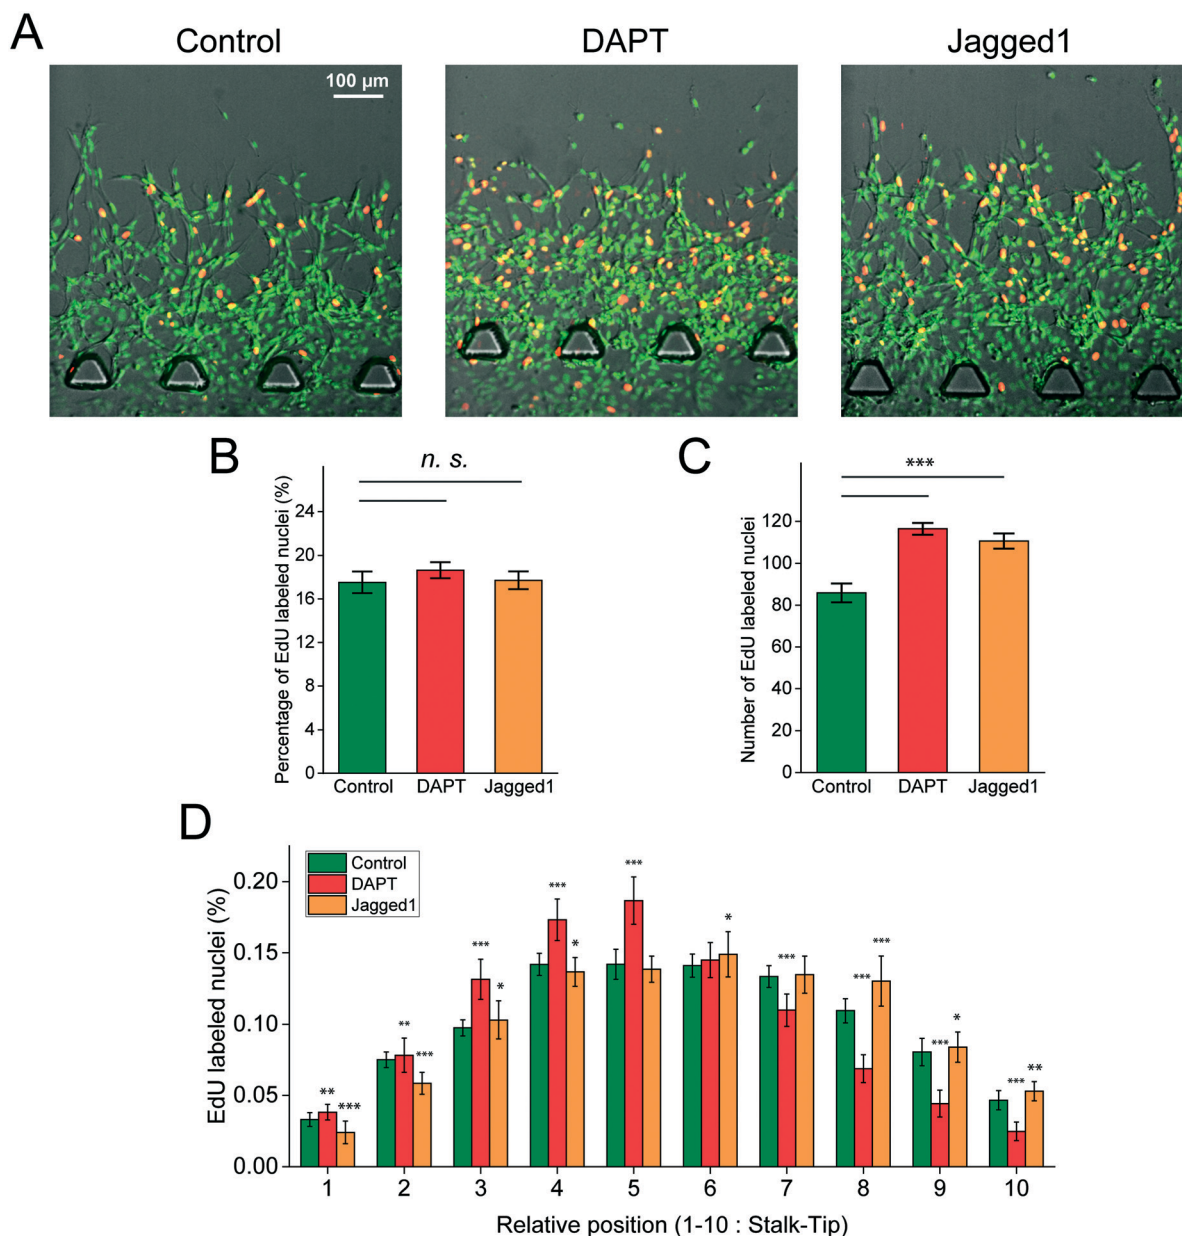 A
Control
DAPT
Jagged1
100 µm
B
n. s.
Percentage of EdU labeled nuclei (%)
24
20
16
12
8
4
0
Control
DAPT
Jagged1
C
***
Number of EdU labeled nuclei
120
100
80
60
40
20
0
Control
DAPT
Jagged1
D
Control
DAPT
Jagged1
EdU labeled nuclei (%)
0.20
0.15
0.10
0.05
0.00
** ***
** ***
*** *
*** *
***
*
***
*** ***
*** *
*** **
1 2 3 4 5 6 7 8 9 10
Relative position (1-10 : Stalk-Tip)